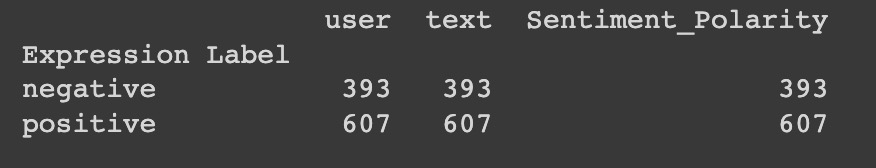 user text Sentiment_Polarity
Expression Label
negative 393 393 393
positive 607 607 607